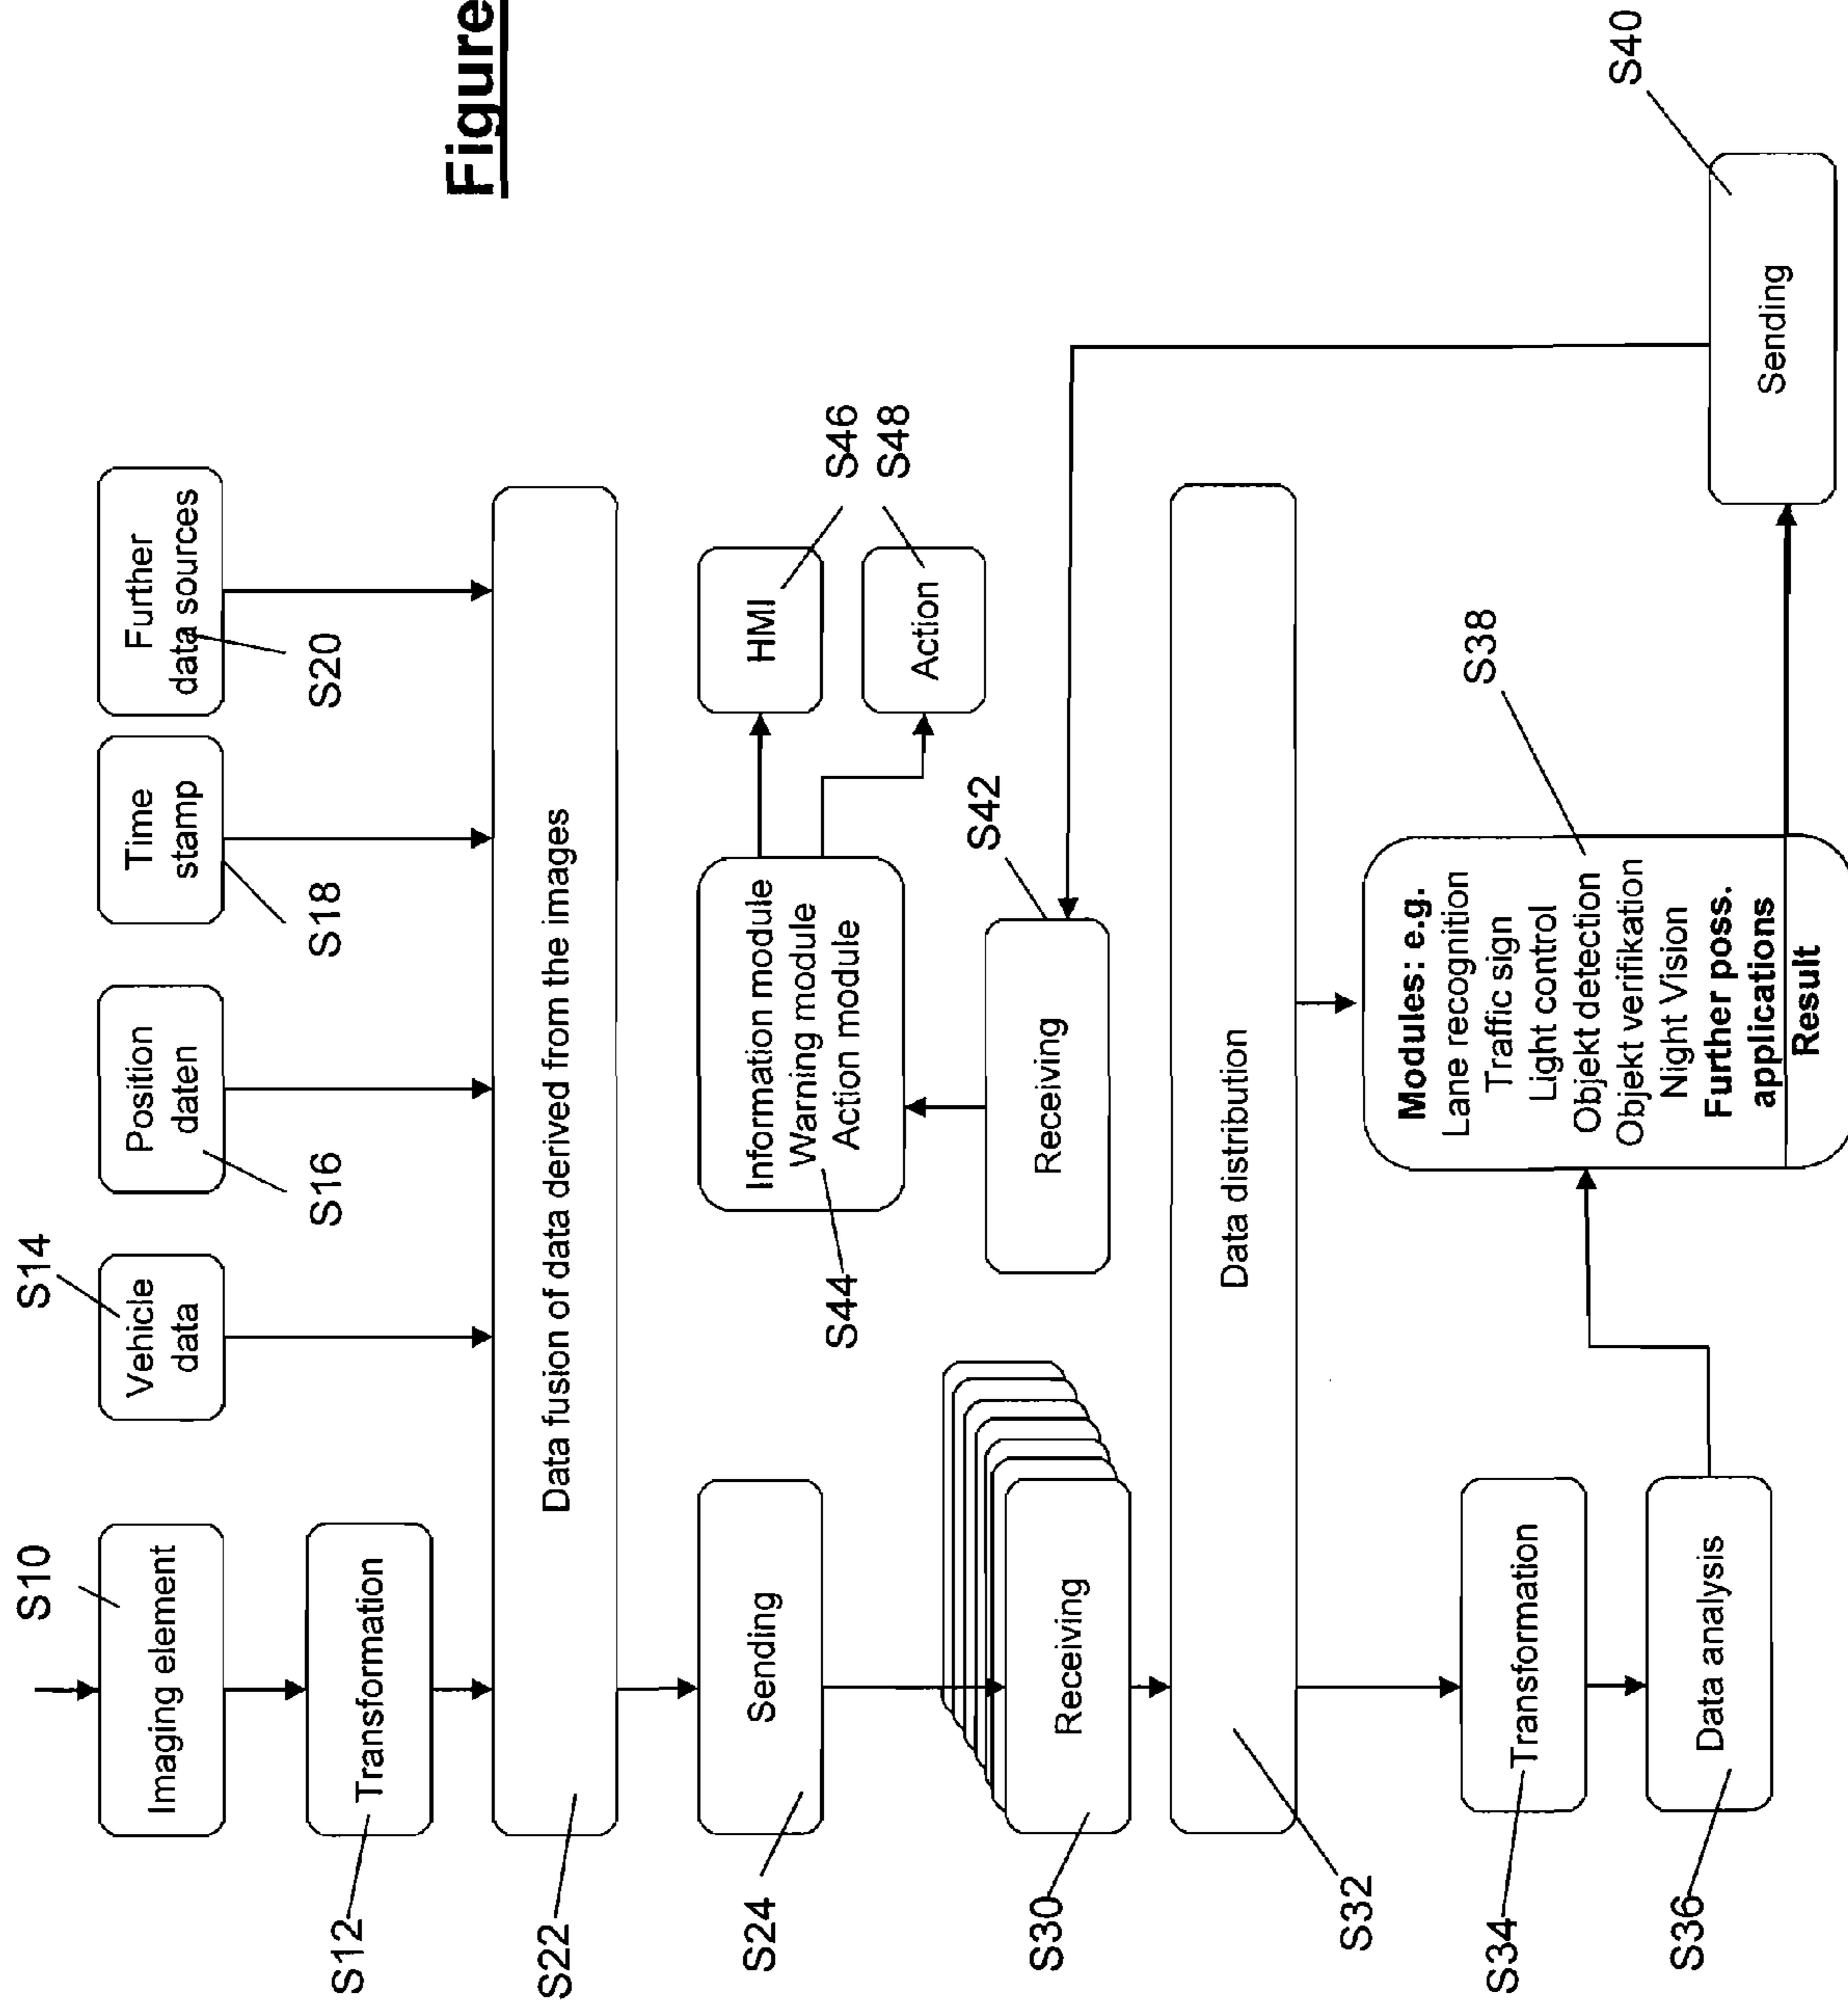 Figure
S10
Imaging element
S14
Vehicle
data
Position
daten
S16
Time
stamp
S18
Further
data sources
S20
S12
Transformation
S22
Data fusion of data derived from the images
S24
Sending
Information module
Warning module
Action module
S44
HMI
S46
Action
S48
S30
Receiving
Receiving
S42
S32
Data distribution
S34
Transformation
S36
Data analysis
Modules: e.g.
Lane recognition
Traffic sign
Light control
Objekt detection
Objekt verifikation
Night Vision
Further poss.
applications
Result
S38
Sending
S40